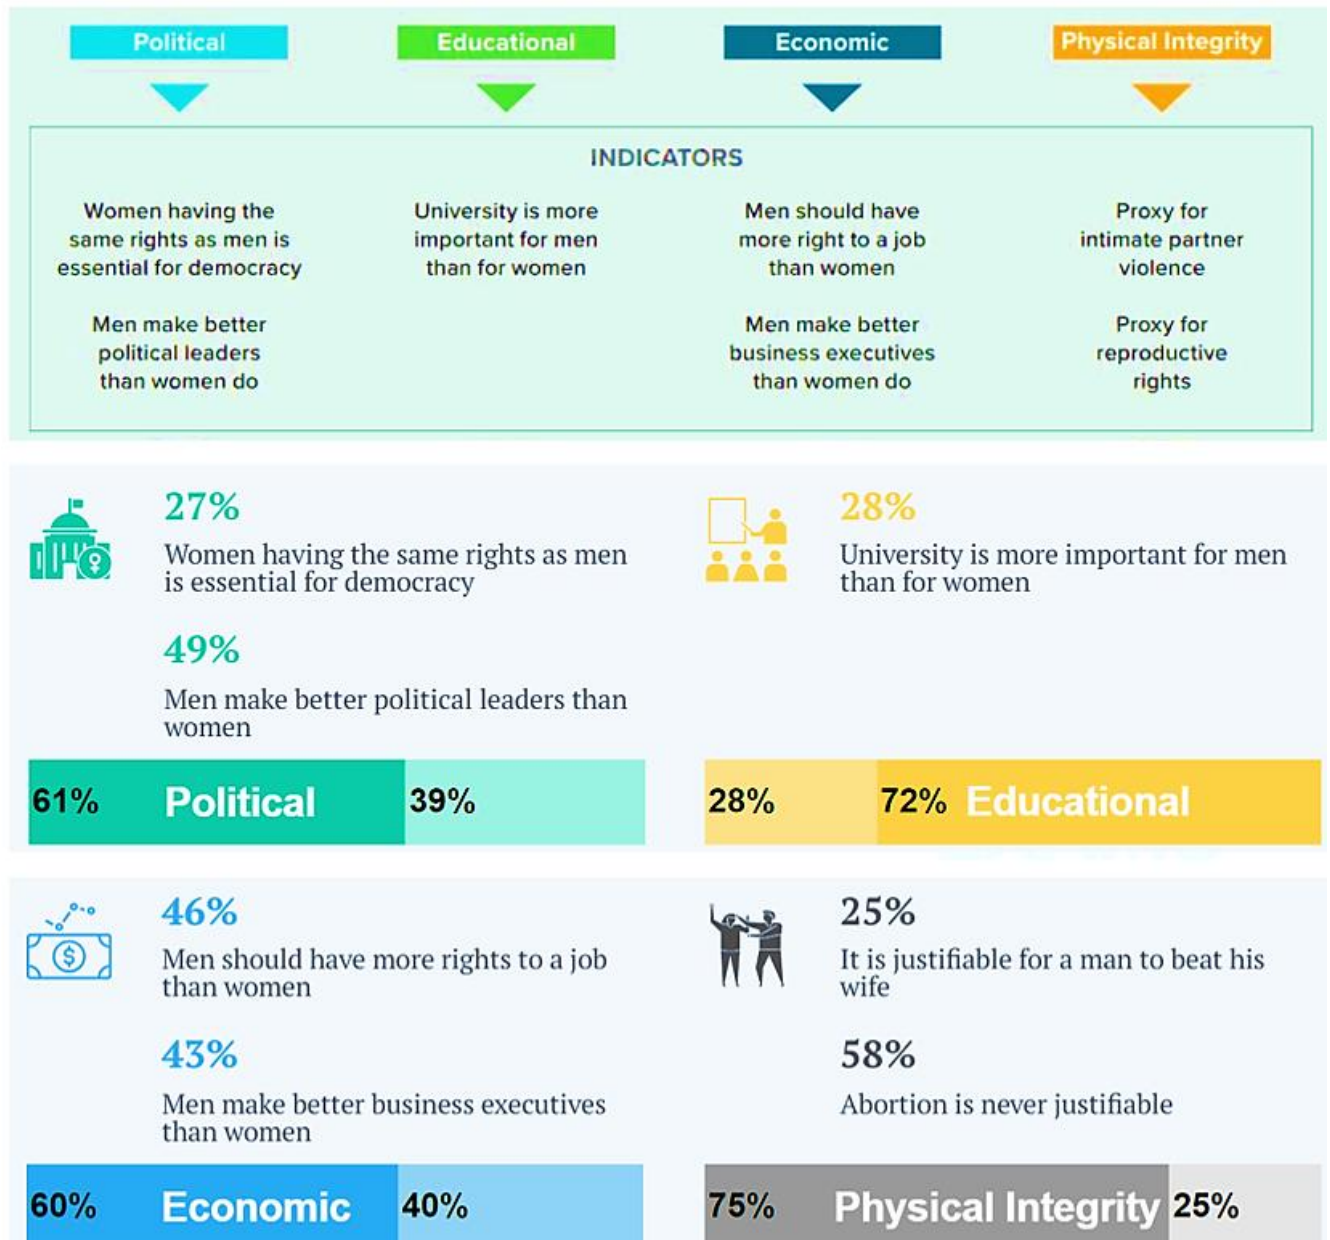 Political
Educational
Economic
Physical Integrity
INDICATORS
Women having the
same rights as men is
essential for democracy
Men make better
political leaders
than women do
University is more
important for men
than for women
Men should have
more right to a job
than women
Men make better
business executives
than women do
Proxy for
intimate partner
violence
Proxy for
reproductive
rights
27%
Women having the same rights as men
is essential for democracy
49%
Men make better political leaders than
women
61% Political 39%
28%
University is more important for men
than for women
28% 72% Educational
46%
Men should have more rights to a job
than women
43%
Men make better business executives
than women
60% Economic 40%
25%
It is justifiable for a man to beat his
wife
58%
Abortion is never justifiable
75% Physical Integrity 25%